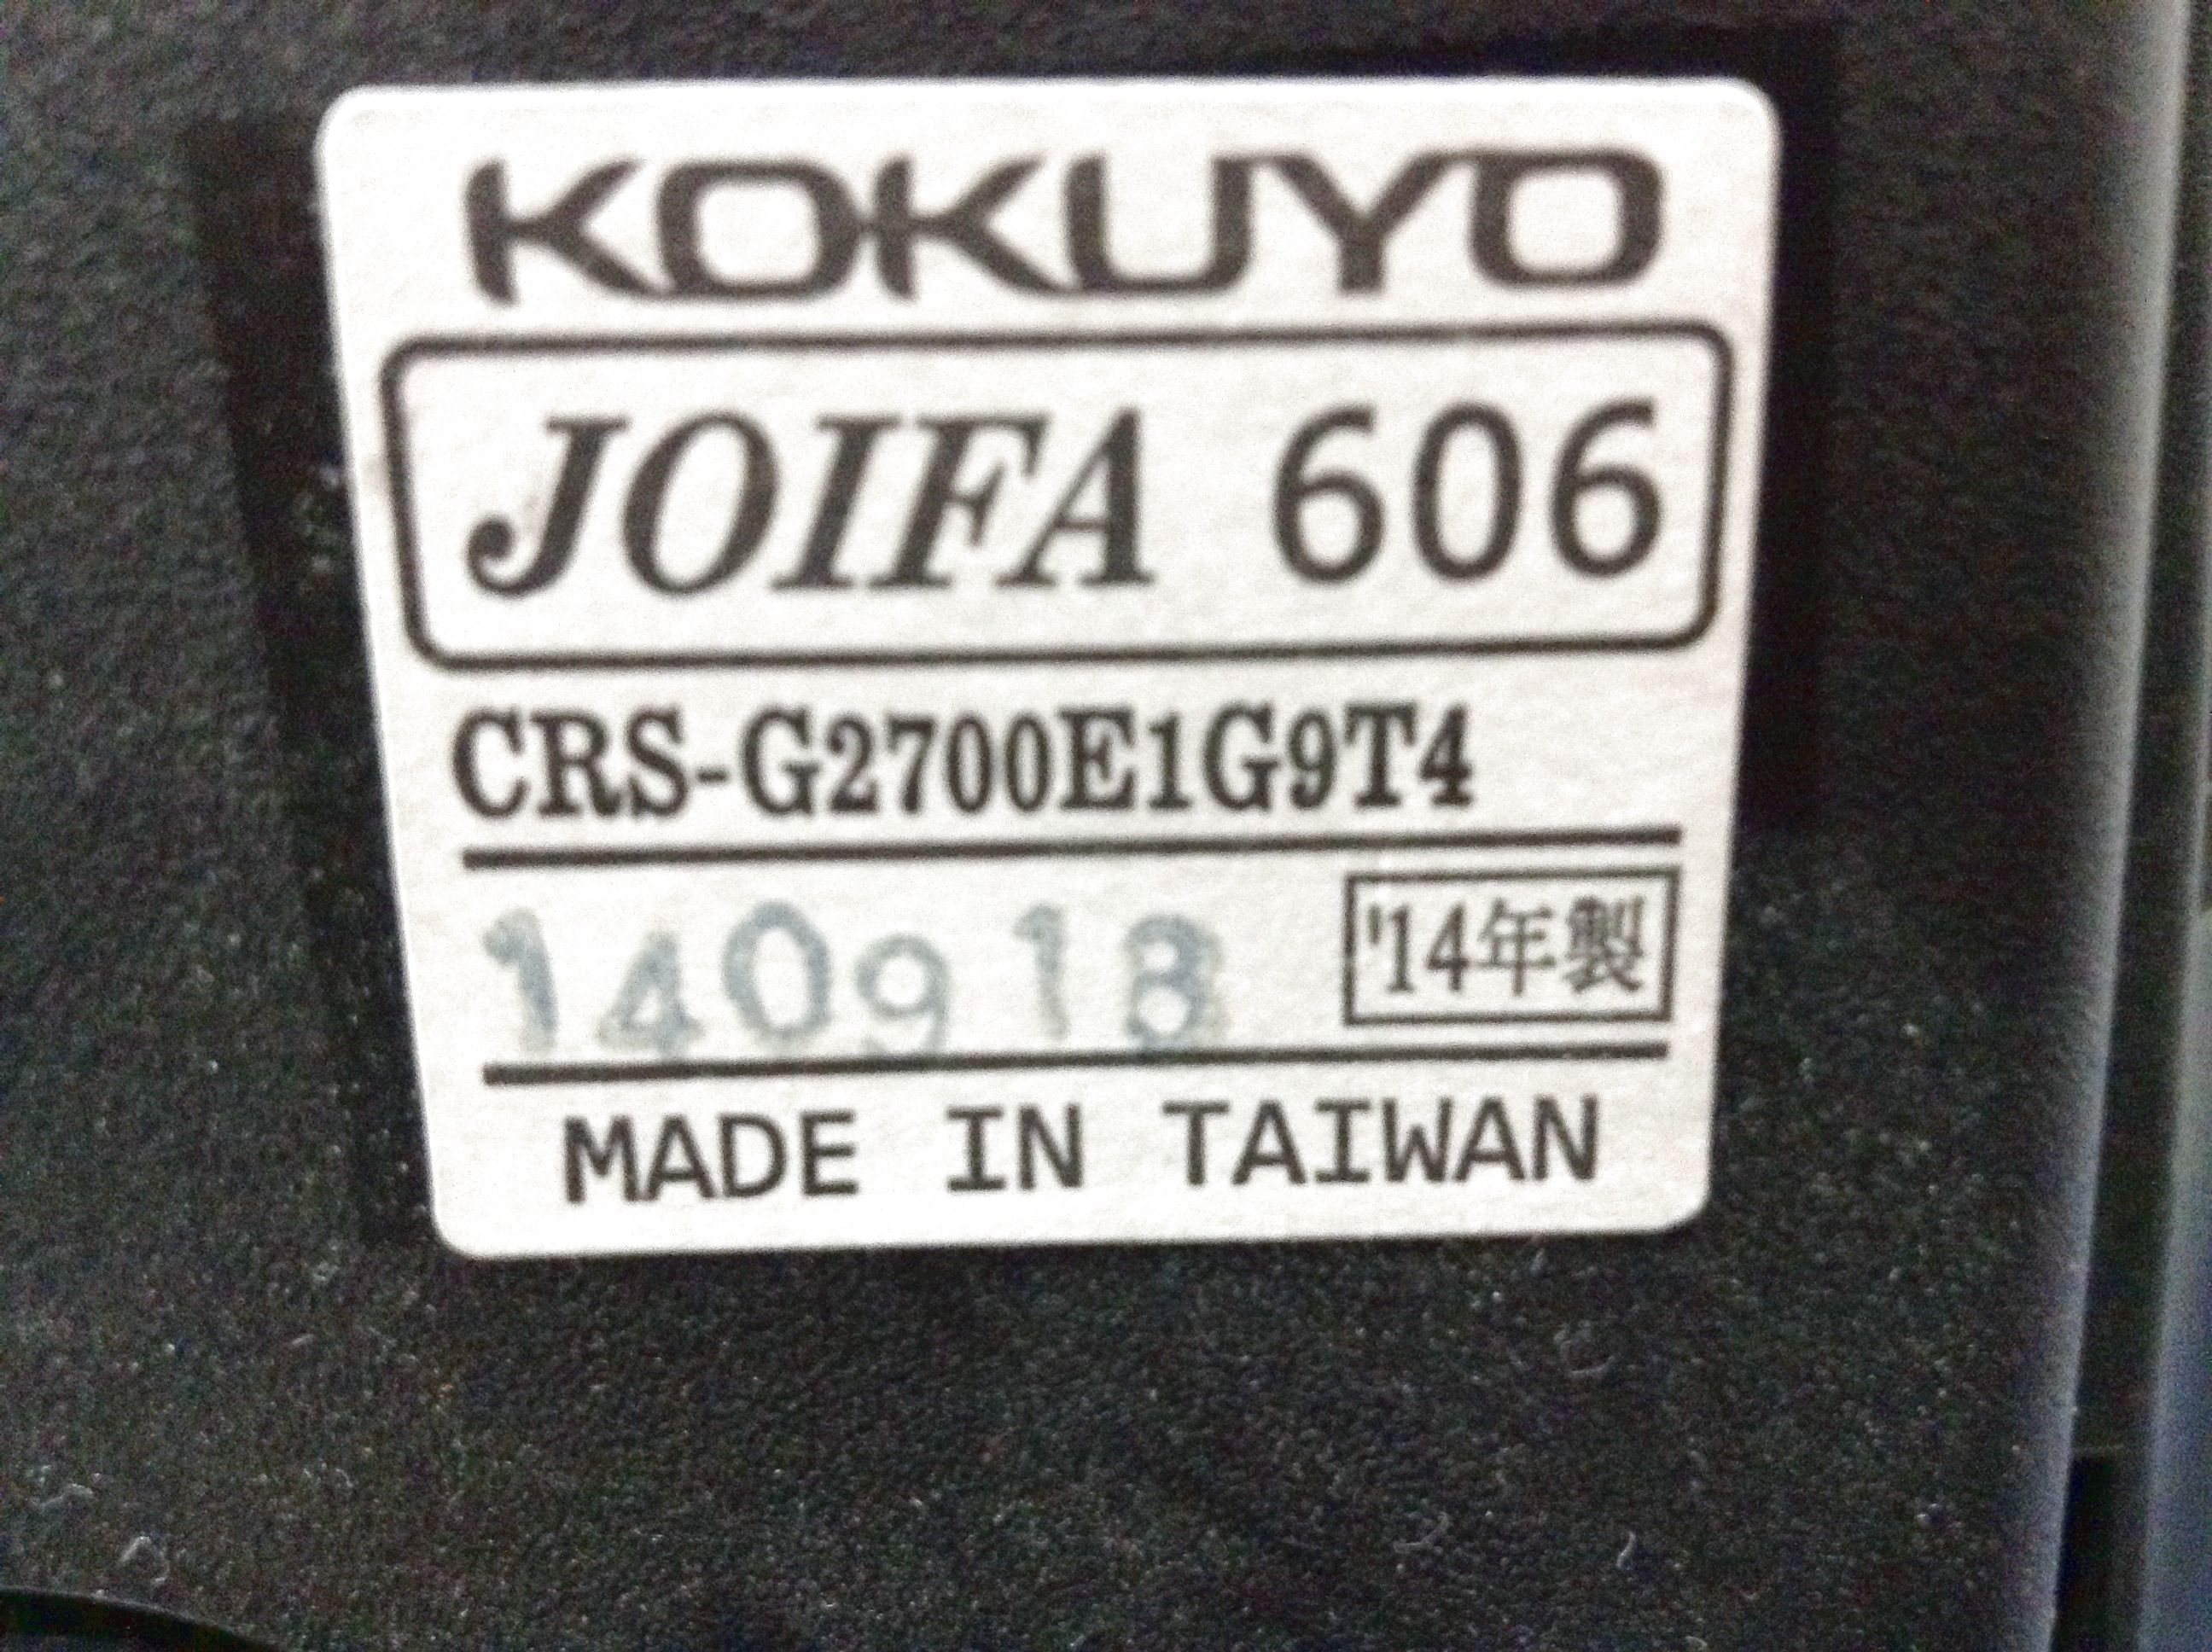 KOKUYO
JOIFA 606
CRS-G2700E1G9T4
140918 '14年製
MADE IN TAIWAN